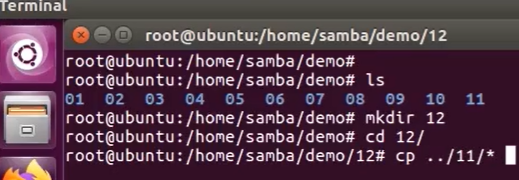 Terminal
root@ubuntu:/home/samba/demo/12
root@ubuntu:/home/samba/demo#
root@ubuntu:/home/samba/demo# ls
01 02 03 04 05 06 07 08 09 10 11
root@ubuntu:/home/samba/demo# mkdir 12
root@ubuntu:/home/samba/demo# cd 12/
root@ubuntu:/home/samba/demo/12# cp ../11/*